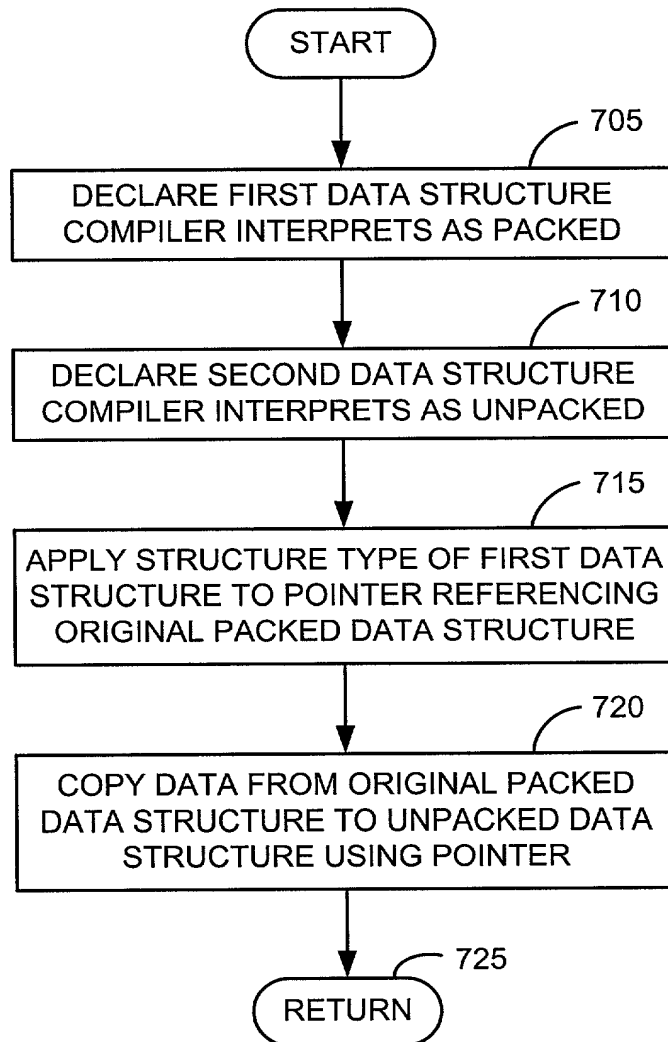 START
705
DECLARE FIRST DATA STRUCTURE
COMPILER INTERPRETS AS PACKED
710
DECLARE SECOND DATA STRUCTURE
COMPILER INTERPRETS AS UNPACKED
715
APPLY STRUCTURE TYPE OF FIRST DATA
STRUCTURE TO POINTER REFERENCING
ORIGINAL PACKED DATA STRUCTURE
720
COPY DATA FROM ORIGINAL PACKED
DATA STRUCTURE TO UNPACKED DATA
STRUCTURE USING POINTER
725
RETURN